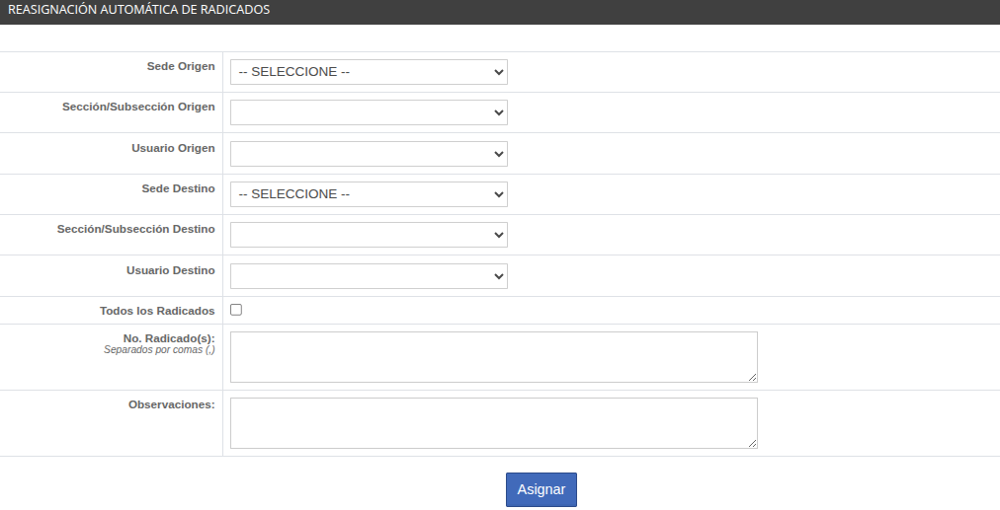 REASIGNACIÓN AUTOMÁTICA DE RADICADOS
Sede Origen
-- SELECCIONE --
Sección/Subsección Origen
Usuario Origen
Sede Destino
-- SELECCIONE --
Sección/Subsección Destino
Usuario Destino
Todos los Radicados
No. Radicado(s):
Separados por comas (,)
Observaciones:
Asignar